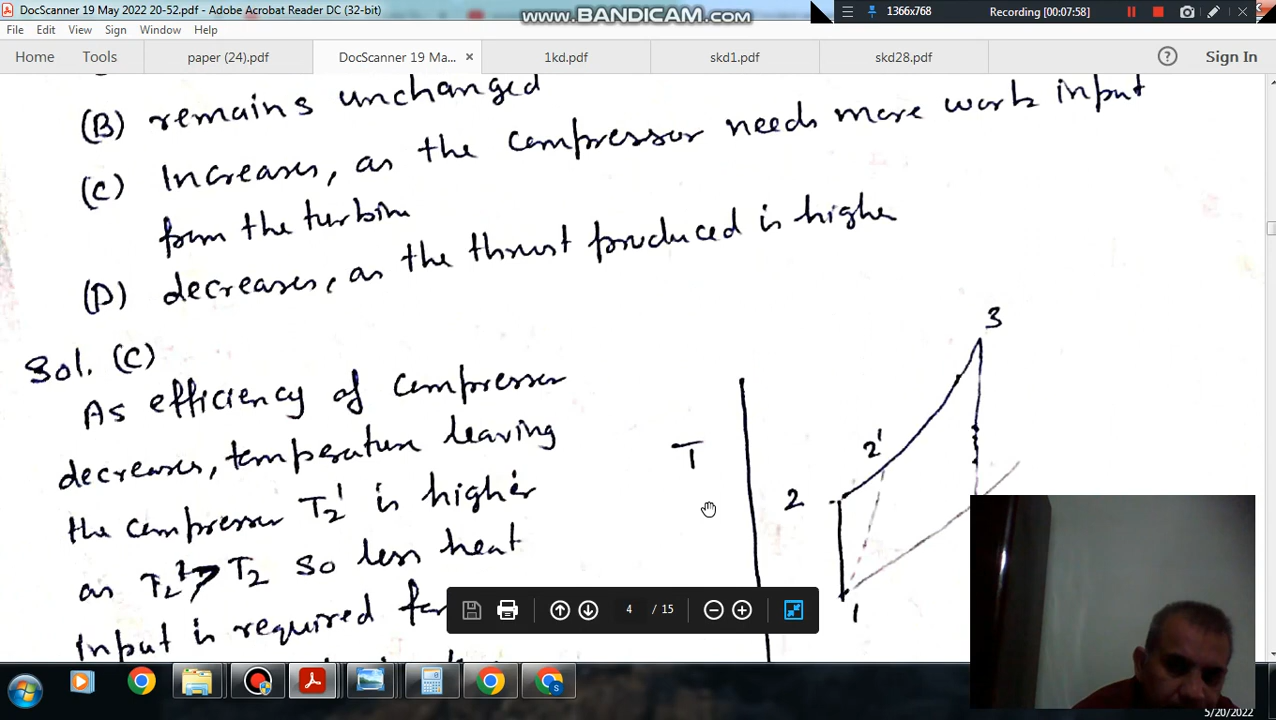 DocScanner 19 May 2022 20-52.pdf - Adobe Acrobat Reader DC (32-bit)
www.BANDICAM.com
1366x768
Recording [00:07:58]
File Edit View Sign Window Help
Home Tools paper (24).pdf DocScanner 19 Ma... × 1kd.pdf skd1.pdf skd28.pdf Sign In
(B) remains unchanged
(C) Increases, as the compressor needs more work input
from the turbine
(D) decreases, as the thrust produced is higher
Sol. (C)
As efficiency of compressor
decreases, temperature leaving
the compressor T2' is higher
as T2' > T2 So less heat
input is required for
T
3
2'
2
1
4 / 15
5/20/2022